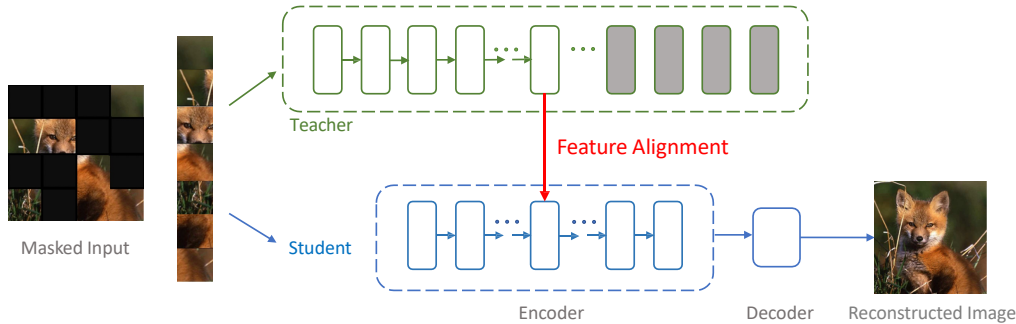 Teacher
Feature Alignment
Masked Input
Student
Encoder
Decoder
Reconstructed Image